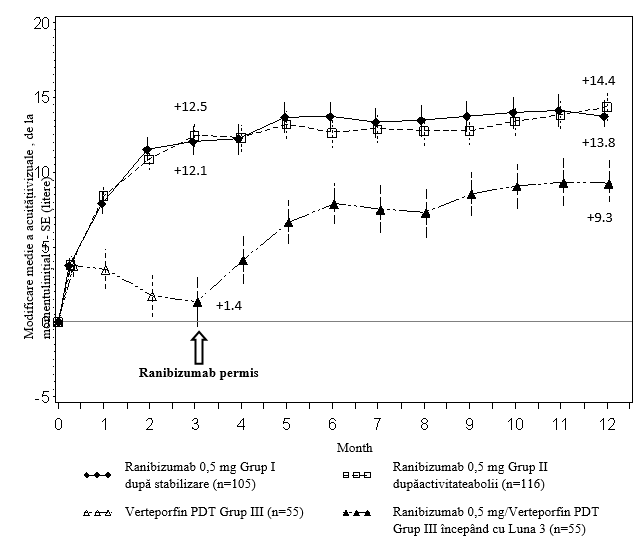 Modificare medie a acuitățiivizuale , de la
momentulinițial+- SE (litere)
20
15
10
5
0
-5
+12.5
+12.1
+14.4
+13.8
+9.3
+1.4
Ranibizumab permis
0 1 2 3 4 5 6 7 8 9 10 11 12
Month
Ranibizumab 0,5 mg Grup I
după stabilizare (n=105)
Ranibizumab 0,5 mg Grup II
dupăactivitateabolii (n=116)
Verteporfin PDT Grup III (n=55)
Ranibizumab 0,5 mg/Verteporfin PDT
Grup III începând cu Luna 3 (n=55)